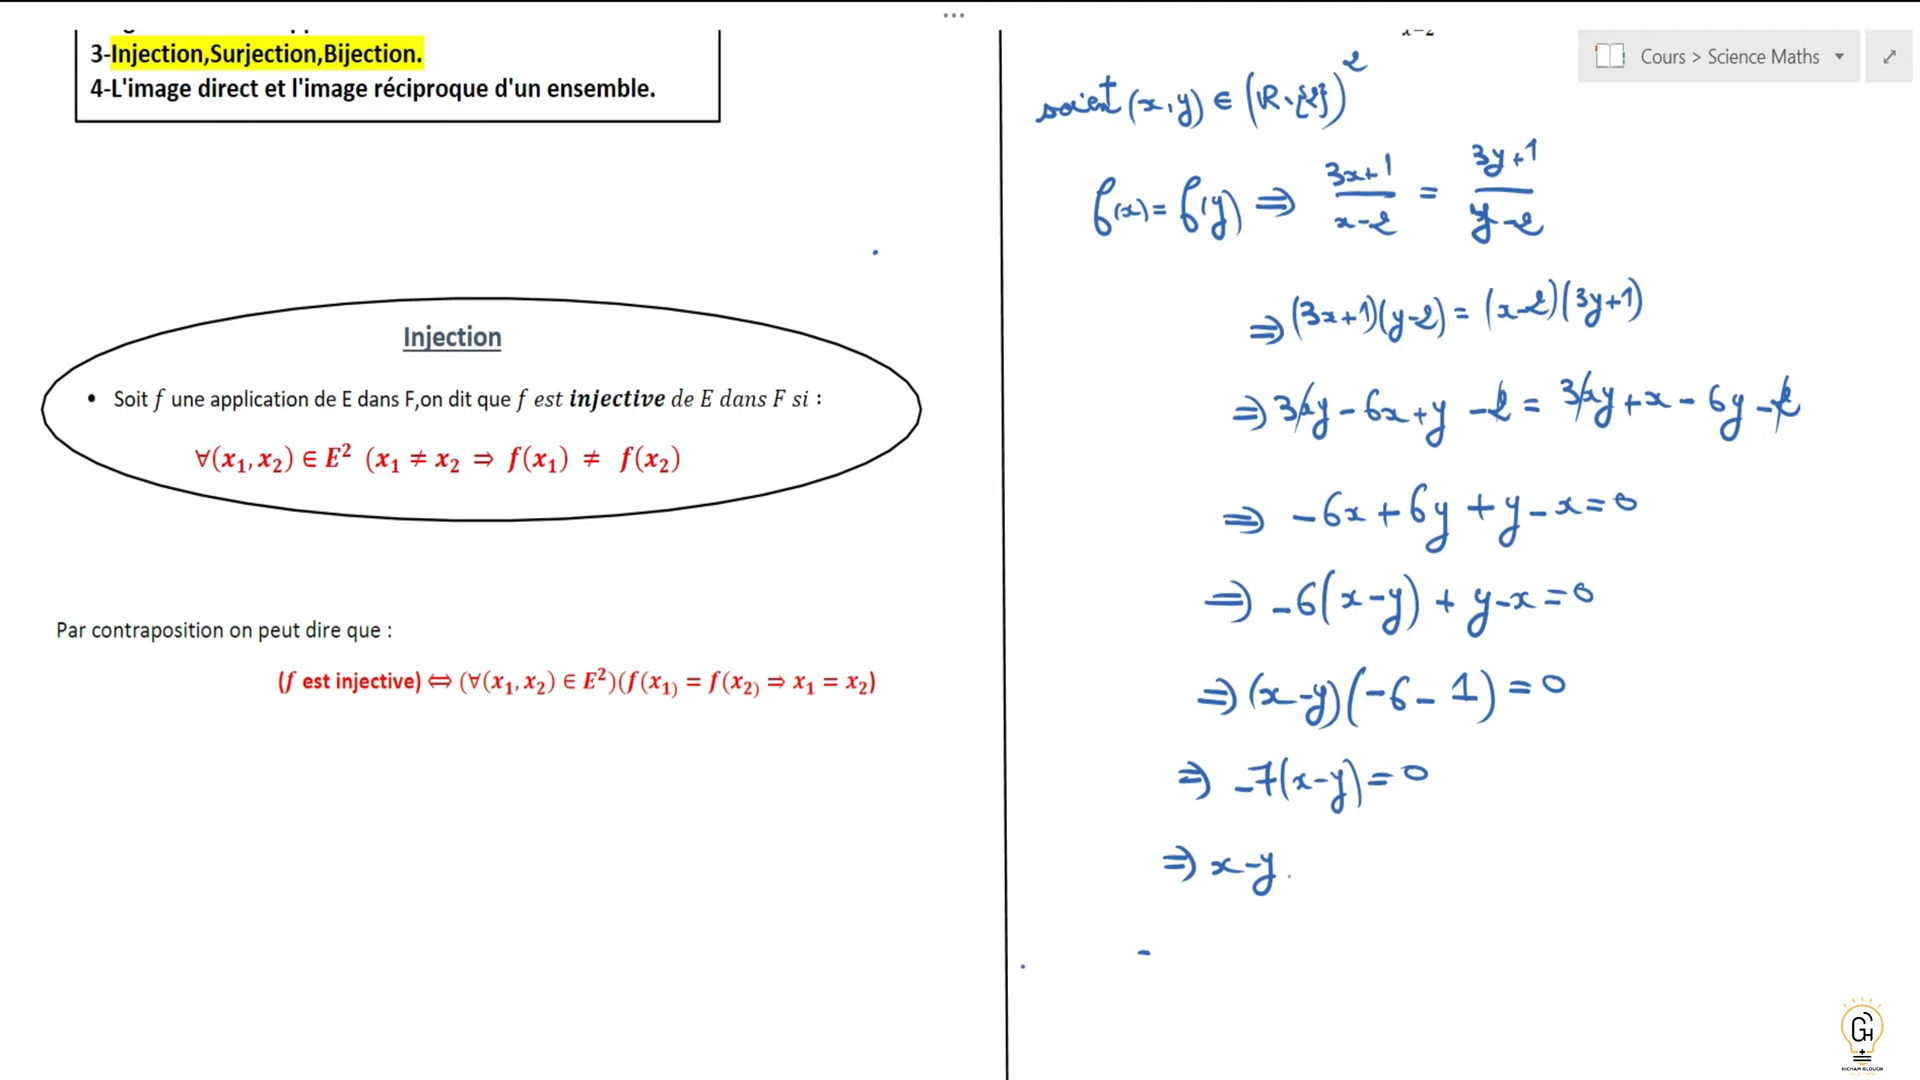 3-Injection,Surjection,Bijection.
4-L'image direct et l'image réciproque d'un ensemble.
Injection
• Soit f une application de E dans F,on dit que f est injective de E dans F si :
∀(x₁,x₂) ∈ E² (x₁ ≠ x₂ ⇒ f(x₁) ≠ f(x₂)
Par contraposition on peut dire que :
(f est injective) ⇔ (∀(x₁,x₂) ∈ E²)(f(x₁) = f(x₂) ⇒ x₁ = x₂)
x−2
Cours > Science Maths
soient (x,y) ∈ (ℝ∖{2})²
f(x) = f(y) ⇒ (3x+1)/(x−2) = (3y+1)/(y−2)
⇒ (3x+1)(y−2) = (x−2)(3y+1)
⇒ 3xy − 6x + y − 2 = 3xy + x − 6y − 2
⇒ −6x + 6y + y − x = 0
⇒ −6(x−y) + y−x = 0
⇒ (x−y)(−6−1) = 0
⇒ −7(x−y) = 0
⇒ x−y
GH
HICHAM GLOUCH